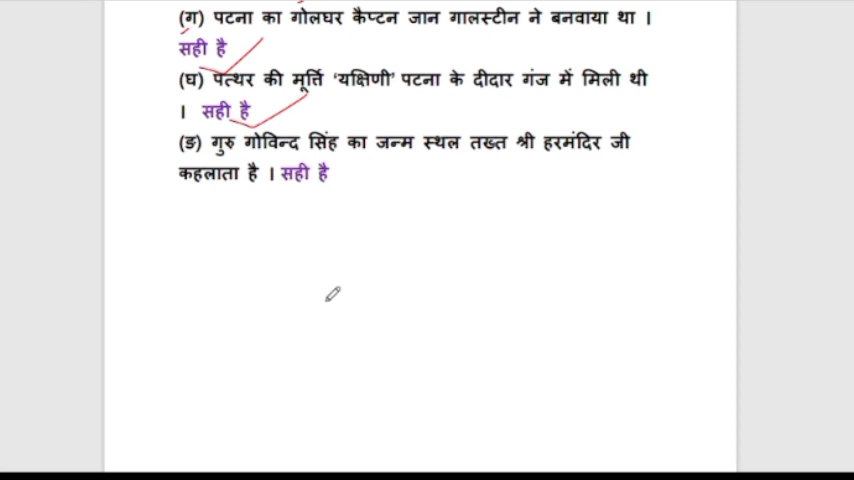 (ग) पटना का गोलघर कैप्टन जान गालस्टीन ने बनवाया था ।
सही है
(घ) पत्थर की मूर्त्ति ‘यक्षिणी’ पटना के दीदार गंज में मिली थी
। सही है
(ङ) गुरु गोविन्द सिंह का जन्म स्थल तख्त श्री हरमंदिर जी
कहलाता है । सही है